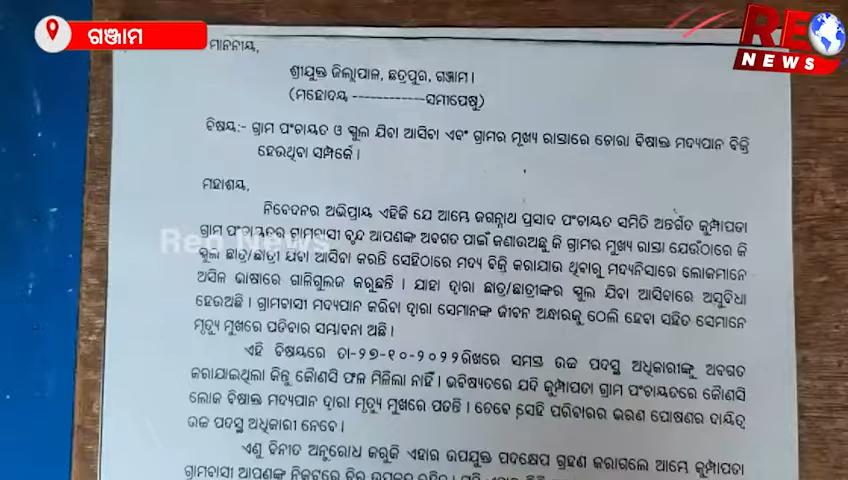 ଗଞ୍ଜାମ
REO
NEWS
ମାନନୀୟ,
ଶ୍ରୀଯୁକ୍ତ ଜିଲ୍ଲାପାଳ, ଛତ୍ରପୁର, ଗଞ୍ଜାମ।
(ମହୋଦୟ ------------ସମୀପେଷୁ)
ବିଷୟ:- ଗ୍ରାମ ପଂଚାୟତ ଓ ସ୍କୁଲ ଯିବା ଆସିବା ଏବଂ ଗ୍ରାମର ମୂଖ୍ୟ ରାସ୍ତାରେ ଚୋରା ବିଷାକ୍ତ ମଦ୍ୟପାନ ବିକ୍ରି
ହେଉଥିବା ସମ୍ପର୍କେ।
ମହାଶୟ,
ନିବେଦନର ଅଭିପ୍ରାୟ ଏହିକି ଯେ ଆମ୍ଭେ ଜଗନ୍ନାଥ ପ୍ରସାଦ ପଂଚାୟତ ସମିତି ଅନ୍ତର୍ଗତ କୁମ୍ପାପଡା
ଗ୍ରାମ ପଂଚାୟତର ଗ୍ରାମବାସୀ ବୃନ୍ଦ ଆପଣଙ୍କ ଅବଗତ ପାଇଁ ଜଣାଉଅଛୁ କି ଗ୍ରାମର ମୁଖ୍ୟ ରାସ୍ତା ଯେଉଁଠାରେ କି
ସ୍କୁଲ ଛାତ୍ର/ଛାତ୍ରୀ ଯିବା ଆସିବା କରନ୍ତି ସେହିଠାରେ ମଦ୍ୟ ବିକ୍ରି କରାଯାଉ ଥିବାରୁ ମଦ୍ୟନିସାରେ ଲୋକମାନେ
ଅସିଳ ଭାଷାରେ ଗାଳିଗୁଲଜ କରୁଛନ୍ତି । ଯାହା ଦ୍ୱାରା ଛାତ୍ର/ଛାତ୍ରୀଙ୍କର ସ୍କୁଲ ଯିବା ଆସିବାରେ ଅସୁବିଧା
ହେଉଅଛି । ଗ୍ରାମବାସୀ ମଦ୍ୟପାନ କରିବା ଦ୍ୱାରା ସେମାନଙ୍କ ଜୀବନ ଅନ୍ଧାରକୁ ଠେଲି ହେବା ସହିତ ସେମାନେ
ମୃତ୍ୟୁ ମୁଖରେ ପଡିବାର ସମ୍ଭାବନା ଅଛି ।
ଏହି ବିଷୟରେ ତା-୨୭-୧୦-୨୦୨୨ରିଖରେ ସମସ୍ତ ଉଚ୍ଚ ପଦସ୍ଥ ଅଧିକାରୀଙ୍କୁ ଅବଗତ
କରାଯାଇଥିଲା କିନ୍ତୁ କୌଣସି ଫଳ ମିଳିଲା ନାହିଁ । ଭବିଷ୍ୟତରେ ଯଦି କୁମ୍ପାପଡା ଗ୍ରାମ ପଂଚାୟତରେ କୌଣସି
ଲୋକ ବିଷାକ୍ତ ମଦ୍ୟପାନ ଦ୍ୱାରା ମୃତ୍ୟୁ ମୁଖରେ ପଡନ୍ତି । ତେବେ ସେହି ପରିବାରର ଭରଣ ପୋଷଣର ଦାୟିତ୍ୱ
ଉଚ୍ଚ ପଦସ୍ଥ ଅଧିକାରୀ ନେବେ ।
ଏଣୁ ବିନୀତ ଅନୁରୋଧ କରୁକି ଏହାର ଉପଯୁକ୍ତ ପଦକ୍ଷେପ ଗ୍ରହଣ କରାଗଲେ ଆମ୍ଭେ କୁମ୍ପାପଡା
ଗ୍ରାମବାସୀ ଆପଣଙ୍କ ନିକଟରେ